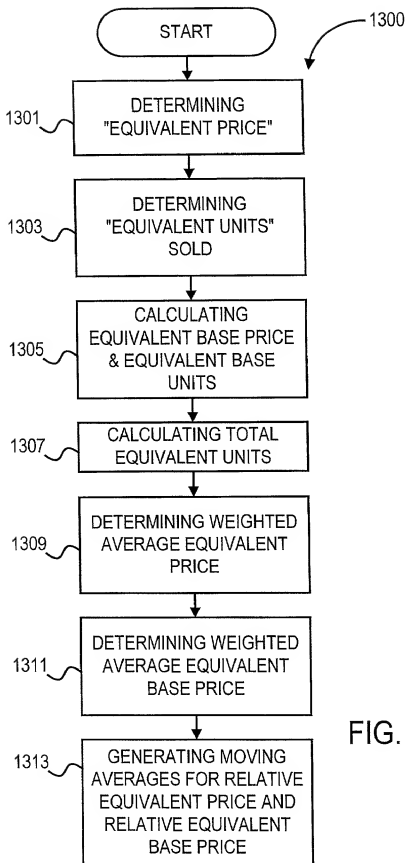 START
1300
1301
DETERMINING
"EQUIVALENT PRICE"
1303
DETERMINING
"EQUIVALENT UNITS"
SOLD
1305
CALCULATING
EQUIVALENT BASE PRICE
& EQUIVALENT BASE
UNITS
1307
CALCULATING TOTAL
EQUIVALENT UNITS
1309
DETERMINING WEIGHTED
AVERAGE EQUIVALENT
PRICE
1311
DETERMINING WEIGHTED
AVERAGE EQUIVALENT
BASE PRICE
FIG.
1313
GENERATING MOVING
AVERAGES FOR RELATIVE
EQUIVALENT PRICE AND
RELATIVE EQUIVALENT
BASE PRICE